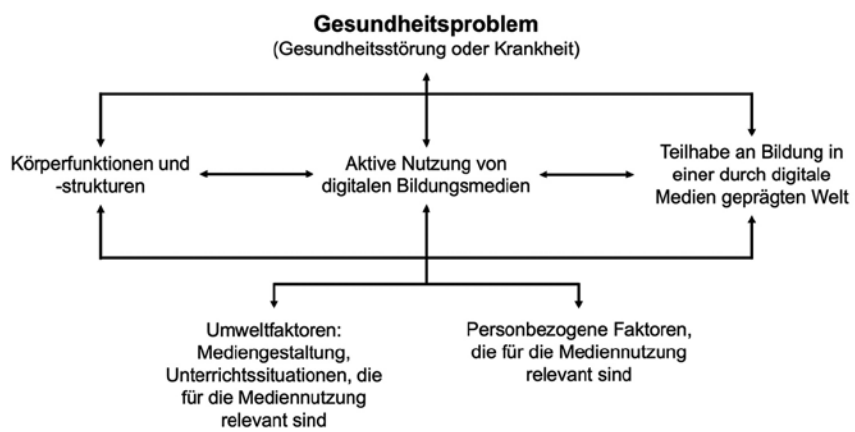 Gesundheitsproblem
(Gesundheitsstörung oder Krankheit)
Körperfunktionen und
-strukturen
Aktive Nutzung von
digitalen Bildungsmedien
Teilhabe an Bildung in
einer durch digitale
Medien geprägten Welt
Umweltfaktoren:
Mediengestaltung,
Unterrichtssituationen, die
für die Mediennutzung
relevant sind
Personbezogene Faktoren,
die für die Mediennutzung
relevant sind